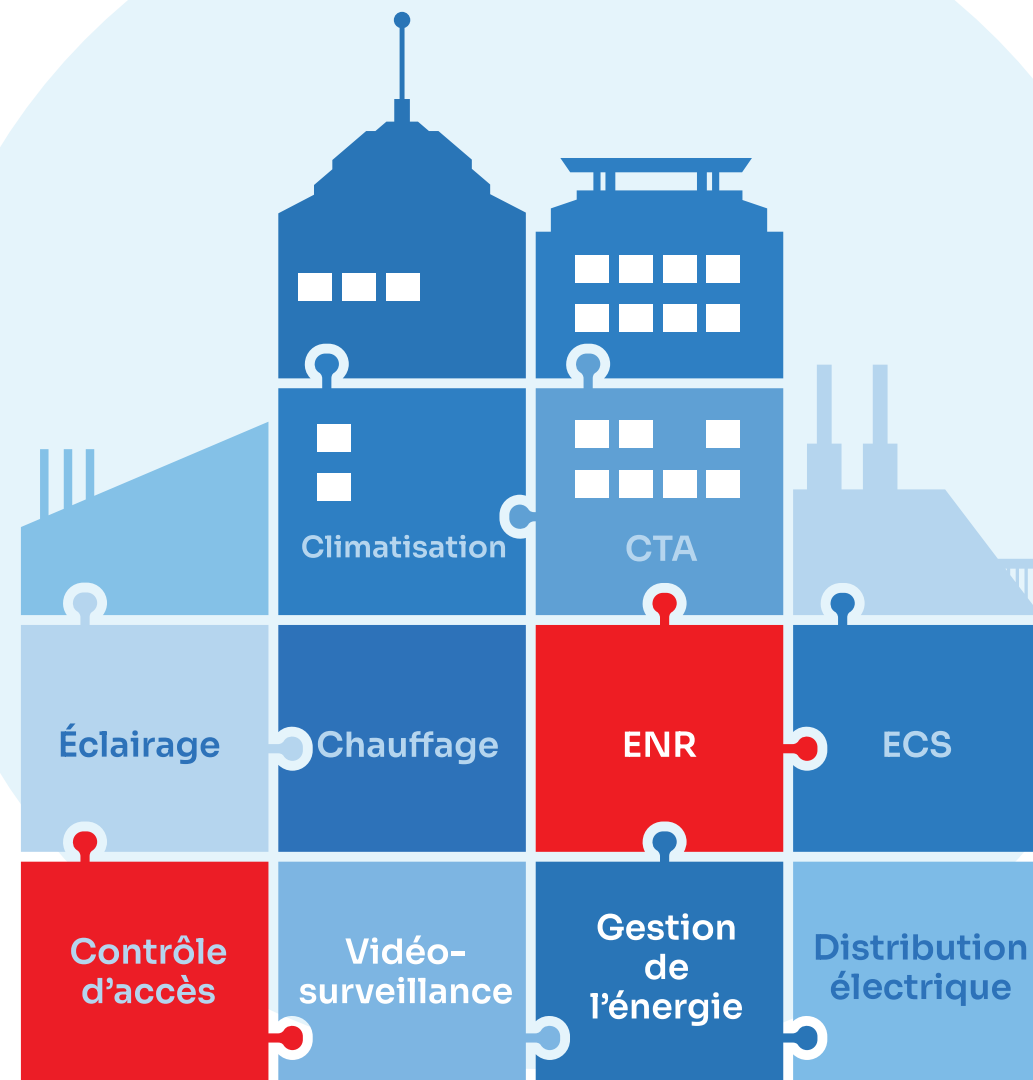 Climatisation
CTA
Éclairage
Chauffage
ENR
ECS
Contrôle
d’accès
Vidéo-
surveillance
Gestion
de
l’énergie
Distribution
électrique